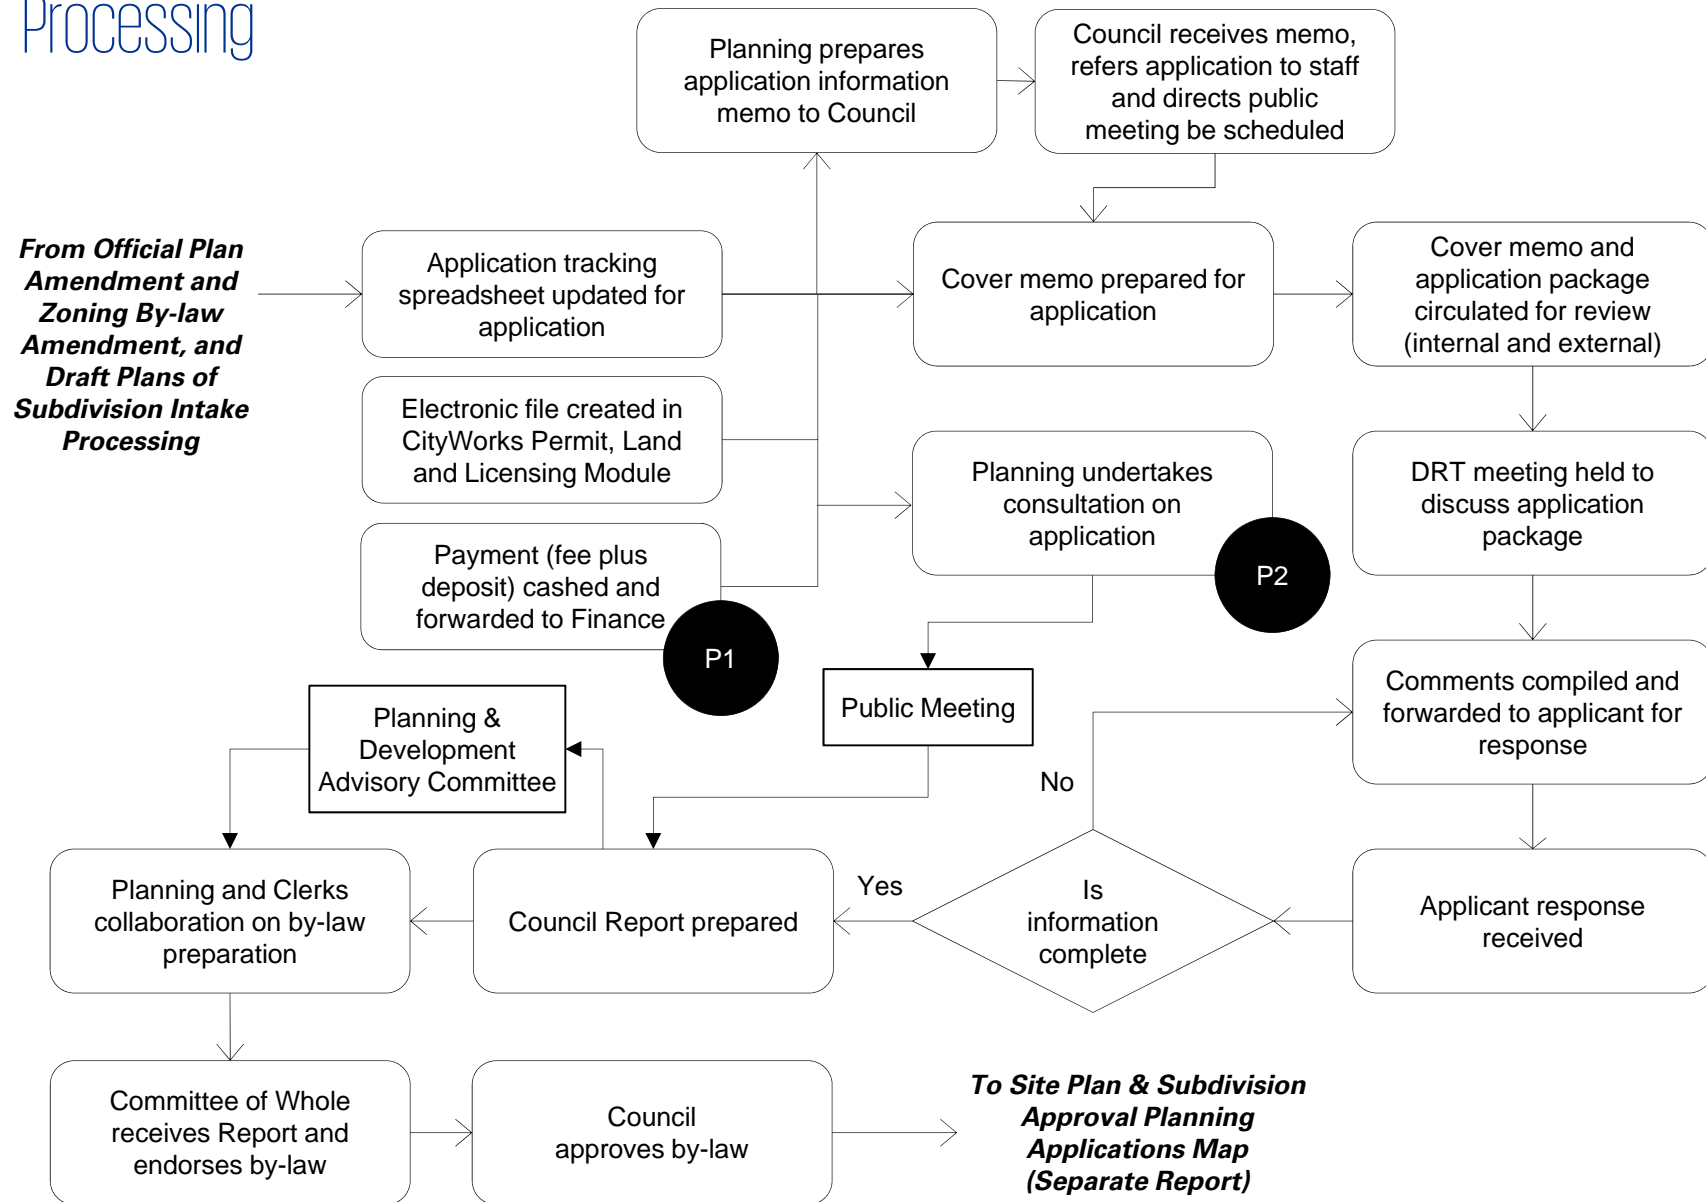 Processing
Planning prepares
application information
memo to Council
Council receives memo,
refers application to staff
and directs public
meeting be scheduled
From Official Plan
Amendment and
Zoning By-law
Amendment, and
Draft Plans of
Subdivision Intake
Processing
Application tracking
spreadsheet updated for
application
Cover memo prepared for
application
Cover memo and
application package
circulated for review
(internal and external)
Electronic file created in
CityWorks Permit, Land
and Licensing Module
Planning undertakes
consultation on
application
P2
DRT meeting held to
discuss application
package
Payment (fee plus
deposit) cashed and
forwarded to Finance
P1
Public Meeting
Comments compiled and
forwarded to applicant for
response
Planning &
Development
Advisory Committee
No
Planning and Clerks
collaboration on by-law
preparation
Council Report prepared
Yes
Is
information
complete
Applicant response
received
Committee of Whole
receives Report and
endorses by-law
Council
approves by-law
To Site Plan & Subdivision
Approval Planning
Applications Map
(Separate Report)